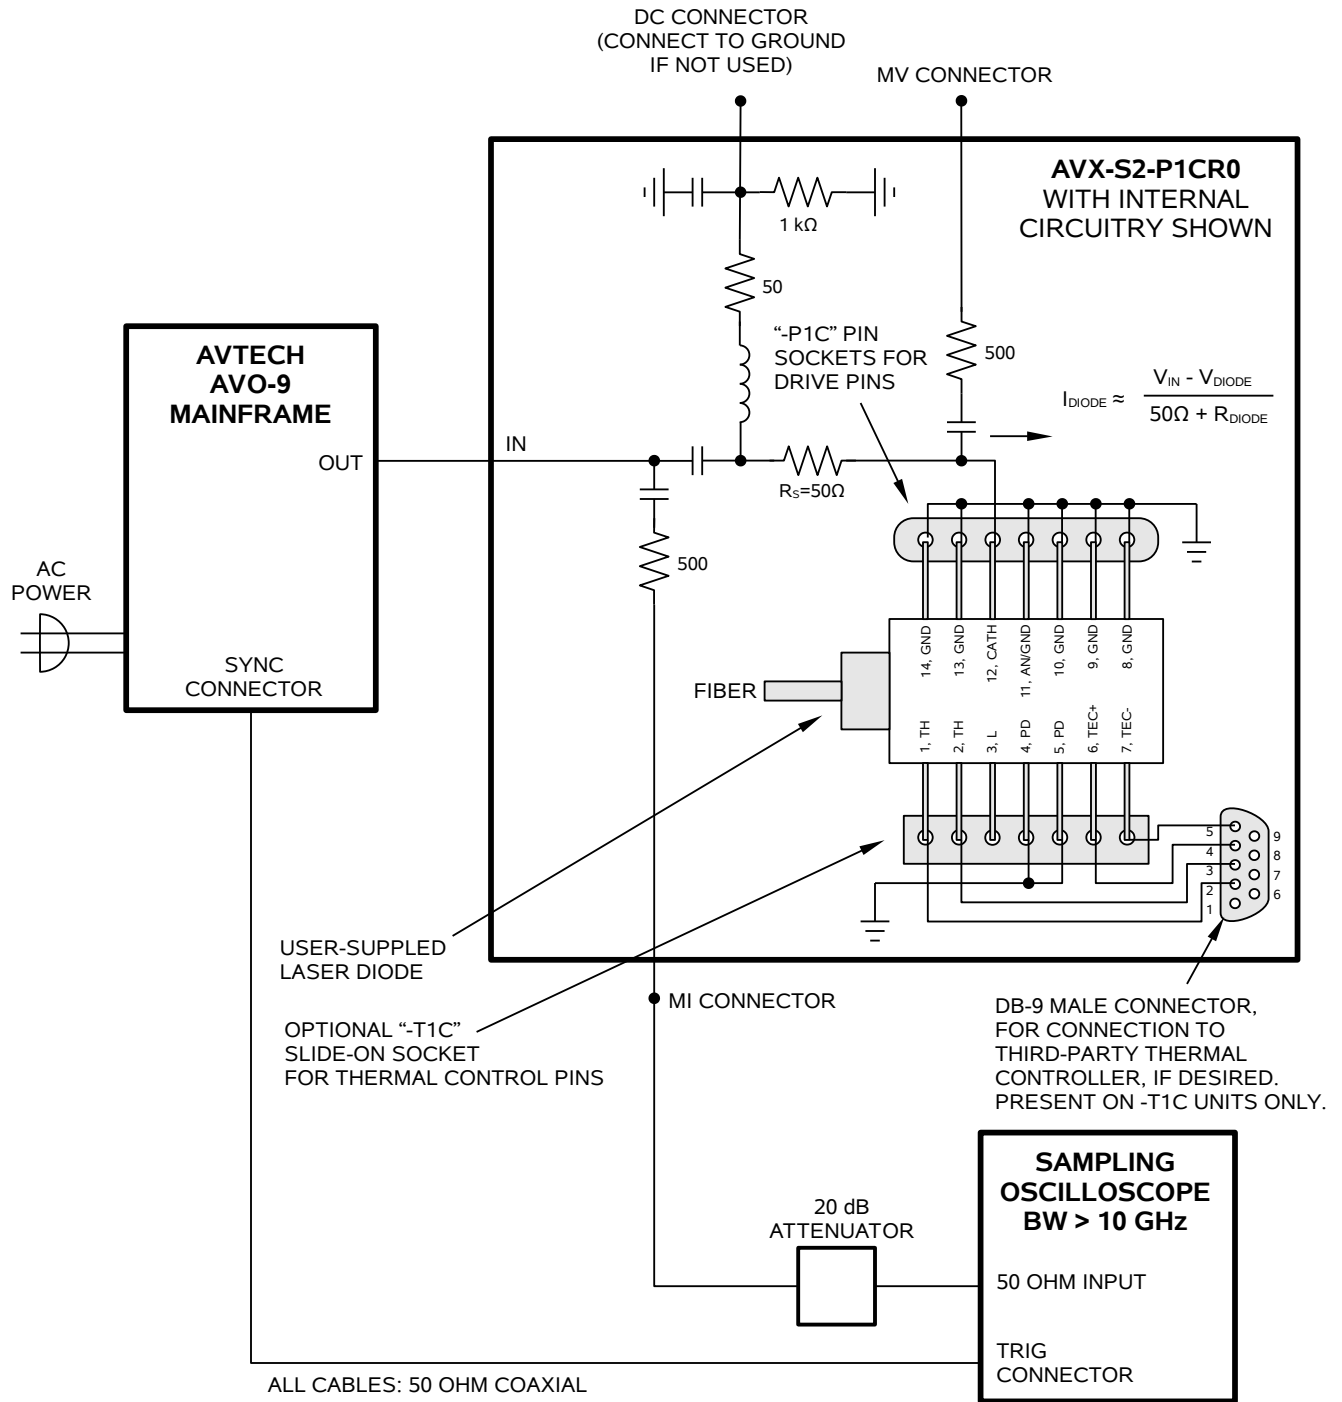 DC CONNECTOR
(CONNECT TO GROUND
IF NOT USED)
MV CONNECTOR
AVX-S2-P1CR0
WITH INTERNAL
CIRCUITRY SHOWN
1 kΩ
50
"-P1C" PIN
SOCKETS FOR
DRIVE PINS
500
I_DIODE ≈ V_IN - V_DIODE
50Ω + R_DIODE
AVTECH
AVO-9
MAINFRAME
OUT
IN
R_S=50Ω
500
AC
POWER
SYNC
CONNECTOR
14, GND
13, GND
12, CATH
11, AN/GND
10, GND
9, GND
8, GND
FIBER
1, TH
2, TH
3, L
4, PD
5, PD
6, TEC+
7, TEC-
5
4
3
2
1
9
8
7
6
USER-SUPPLED
LASER DIODE
MI CONNECTOR
OPTIONAL "-T1C"
SLIDE-ON SOCKET
FOR THERMAL CONTROL PINS
DB-9 MALE CONNECTOR,
FOR CONNECTION TO
THIRD-PARTY THERMAL
CONTROLLER, IF DESIRED.
PRESENT ON -T1C UNITS ONLY.
20 dB
ATTENUATOR
SAMPLING
OSCILLOSCOPE
BW > 10 GHz
50 OHM INPUT
TRIG
CONNECTOR
ALL CABLES: 50 OHM COAXIAL